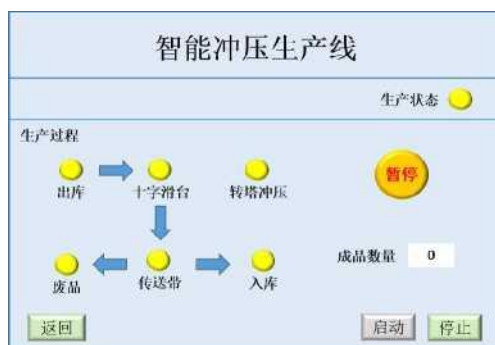 智能冲压生产线
生产状态
生产过程
出库 十字滑台 转塔冲压
暂停
废品 传送带 入库
成品数量 0
返回 启动 停止